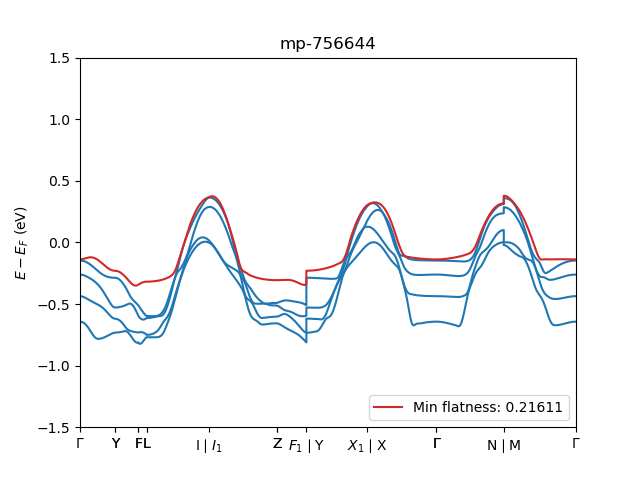 mp-756644
E − E_F (eV)
1.5
1.0
0.5
0.0
−0.5
−1.0
−1.5
Min flatness: 0.21611
Γ Y FL I | I₁ Z F₁ | Y X₁ | X Γ N | M Γ